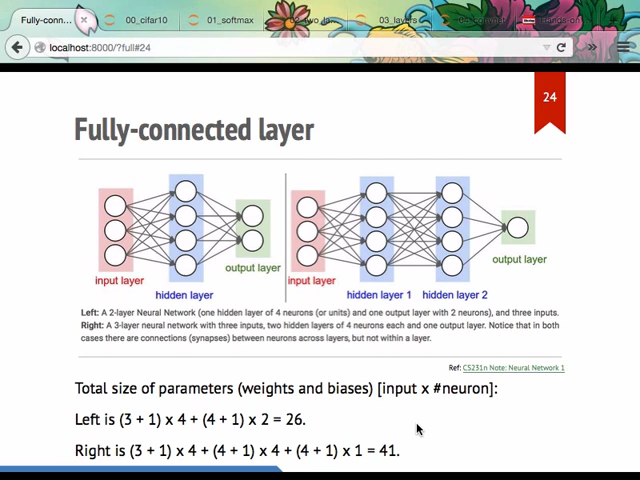 Fully-conn...
00_cifar10
01_softmax
03_layers
localhost:8000/?full#24
24
Fully-connected layer
input layer
hidden layer
output layer
input layer
hidden layer 1
hidden layer 2
output layer
Left: A 2-layer Neural Network (one hidden layer of 4 neurons (or units) and one output layer with 2 neurons), and three inputs.
Right: A 3-layer neural network with three inputs, two hidden layers of 4 neurons each and one output layer. Notice that in both
cases there are connections (synapses) between neurons across layers, but not within a layer.
Ref: CS231n Note: Neural Network 1
Total size of parameters (weights and biases) [input x #neuron]:
Left is (3 + 1) x 4 + (4 + 1) x 2 = 26.
Right is (3 + 1) x 4 + (4 + 1) x 4 + (4 + 1) x 1 = 41.